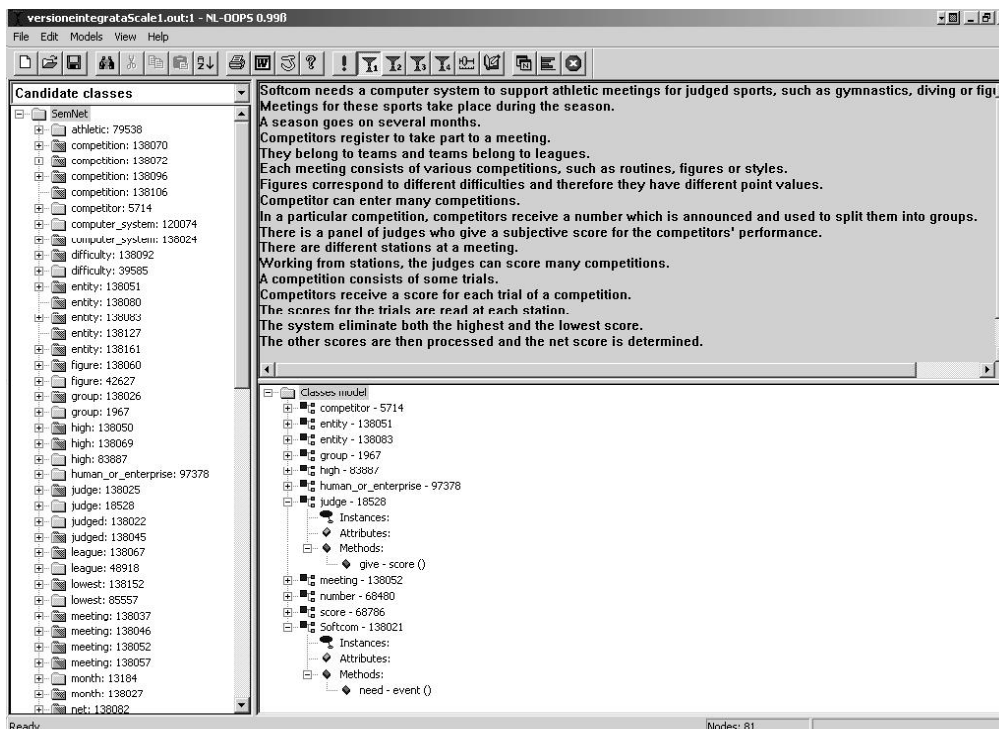 versioneintegrataScale1.out:1 - NL-OOPS 0.99ß
File Edit Models View Help
Candidate classes
SemNet
athletic: 79538
competition: 138070
competition: 138072
competition: 138096
competition: 138106
competitor: 5714
computer_system: 120074
computer_system: 138024
difficulty: 138092
difficulty: 39585
entity: 138051
entity: 138080
entity: 138083
entity: 138127
entity: 138161
figure: 138060
figure: 42627
group: 138026
group: 1967
high: 138050
high: 138069
high: 83887
human_or_enterprise: 97378
judge: 138025
judge: 18528
judged: 138022
judged: 138045
league: 138067
league: 48918
lowest: 138152
lowest: 85557
meeting: 138037
meeting: 138046
meeting: 138052
meeting: 138057
month: 13184
month: 138027
net: 138082
Softcom needs a computer system to support athletic meetings for judged sports, such as gymnastics, diving or figu
Meetings for these sports take place during the season.
A season goes on several months.
Competitors register to take part to a meeting.
They belong to teams and teams belong to leagues.
Each meeting consists of various competitions, such as routines, figures or styles.
Figures correspond to different difficulties and therefore they have different point values.
Competitor can enter many competitions.
In a particular competition, competitors receive a number which is announced and used to split them into groups.
There is a panel of judges who give a subjective score for the competitors' performance.
There are different stations at a meeting.
Working from stations, the judges can score many competitions.
A competition consists of some trials.
Competitors receive a score for each trial of a competition.
The scores for the trials are read at each station.
The system eliminate both the highest and the lowest score.
The other scores are then processed and the net score is determined.
Classes model
competitor - 5714
entity - 138051
entity - 138083
group - 1967
high - 83887
human_or_enterprise - 97378
judge - 18528
Instances:
Attributes:
Methods:
give - score ()
meeting - 138052
number - 68480
score - 68786
Softcom - 138021
Instances:
Attributes:
Methods:
need - event ()
Ready
Nodes: 81